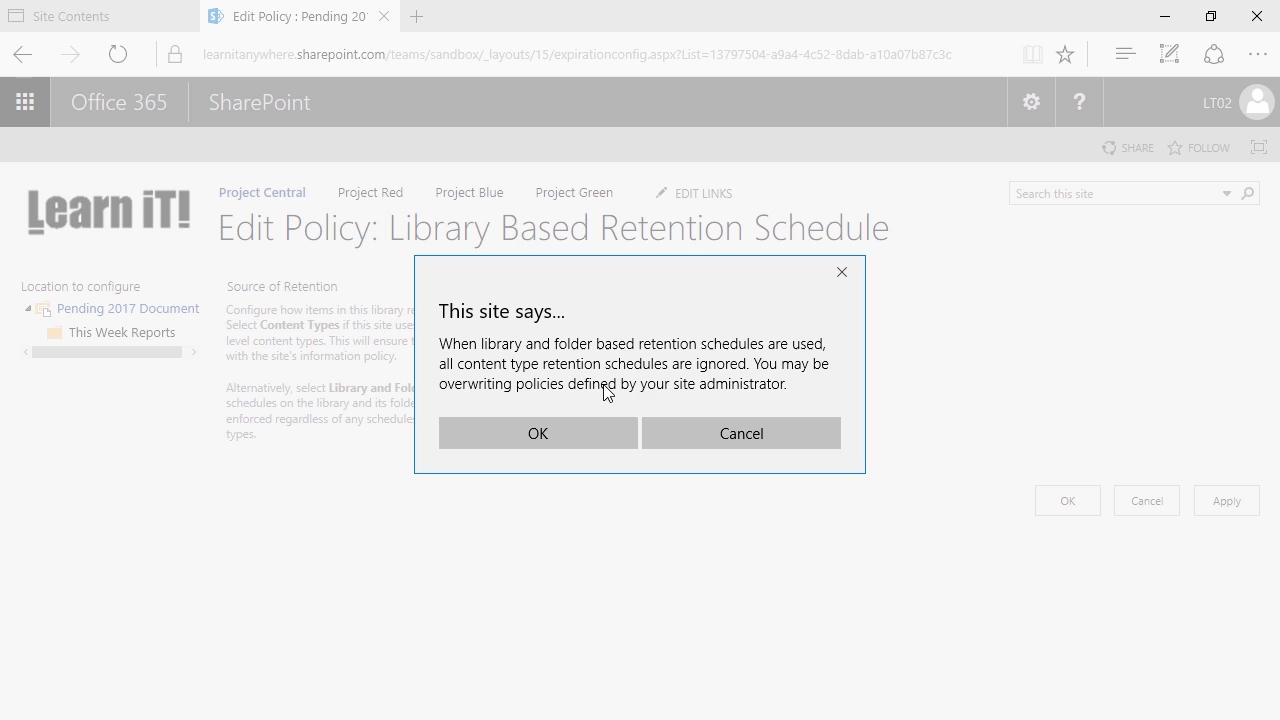 Site Contents
Edit Policy : Pending 20
learnitanywhere.sharepoint.com/teams/sandbox/_layouts/15/expirationconfig.aspx?List=13797504-a9a4-4c52-8dab-a10a07b87c3c
Office 365 SharePoint
? LT02
SHARE FOLLOW
Learn iT!
Project Central Project Red Project Blue Project Green EDIT LINKS
Search this site
Edit Policy: Library Based Retention Schedule
Location to configure
Pending 2017 Document
This Week Reports
Source of Retention
Configure how items in this library
Select Content Types if this site
level content types. This will ensure
with the site's information policy.
Alternatively, select Library and
schedules on the library and its
enforced regardless of any
types.
This site says...
When library and folder based retention schedules are used,
all content type retention schedules are ignored. You may be
overwriting policies defined by your site administrator.
OK Cancel
OK Cancel Apply